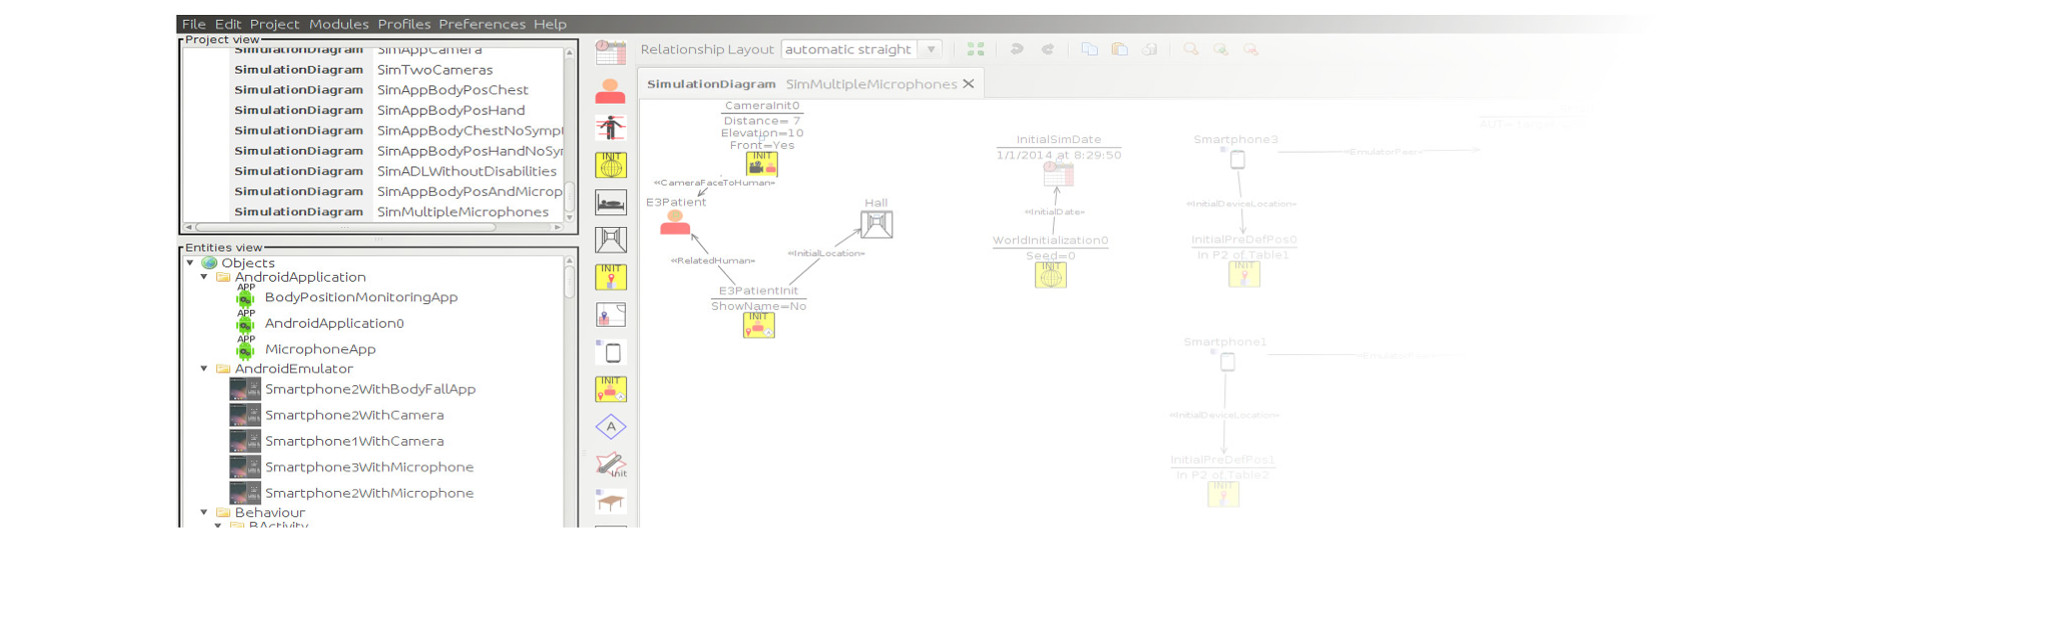 File Edit Project Modules Profiles Preferences Help
Project view
SimulationDiagram SimAppCamera
SimulationDiagram SimTwoCameras
SimulationDiagram SimAppBodyPosChest
SimulationDiagram SimAppBodyPosHand
SimulationDiagram SimAppBodyChestNoSympt
SimulationDiagram SimAppBodyPosHandNoSy
SimulationDiagram SimADLWithoutDisabilities
SimulationDiagram SimAppBodyPosAndMicrop
SimulationDiagram SimMultipleMicrophones
Entities view
Objects
AndroidApplication
APP
BodyPositionMonitoringApp
APP
AndroidApplication0
APP
MicrophoneApp
AndroidEmulator
Smartphone2WithBodyFallApp
Smartphone2WithCamera
Smartphone1WithCamera
Smartphone3WithMicrophone
Smartphone2WithMicrophone
Behaviour
BActivity
INIT
INIT
INIT
A
Init
Relationship Layout automatic straight
SimulationDiagram SimMultipleMicrophones
CameraInit0
Distance= 7
Elevation=10
Front=Yes
INIT
«CameraFaceToHuman»
E3Patient
Hall
«RelatedHuman»
«InitialLocation»
E3PatientInit
ShowName=No
INIT
InitialSimDate
1/1/2014 at 8:29:50
«InitialDate»
WorldInitialization0
Seed=0
INIT
Smartphone3
«EmulatorPeer»
«InitialDeviceLocation»
InitialPreDefPos0
In P2 of Table1
INIT
Smartphone1
«InitialDeviceLocation»
InitialPreDefPos1
In P2 of Table2
INIT